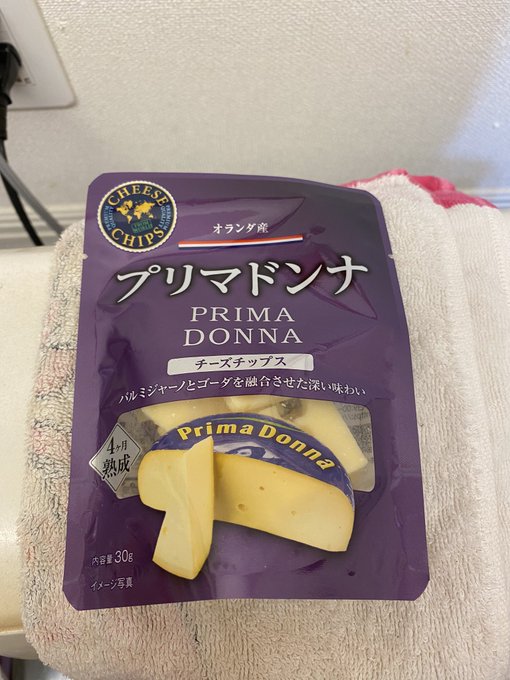 CHEESE
CHIPS
オランダ産
プリマドンナ
PRIMA
DONNA
チーズチップス
パルミジャーノとゴーダを融合させた深い味わい
Prima Donna
4ヶ月
熟成
内容量 30g
イメージ写真